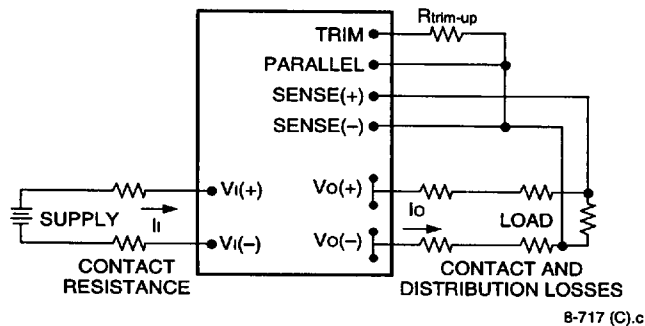 TRIM
Rtrim-up
PARALLEL
SENSE(+)
SENSE(–)
VI(+)
VO(+)
SUPPLY
II
IO
LOAD
VI(–)
VO(–)
CONTACT
RESISTANCE
CONTACT AND
DISTRIBUTION LOSSES
8-717 (C).c